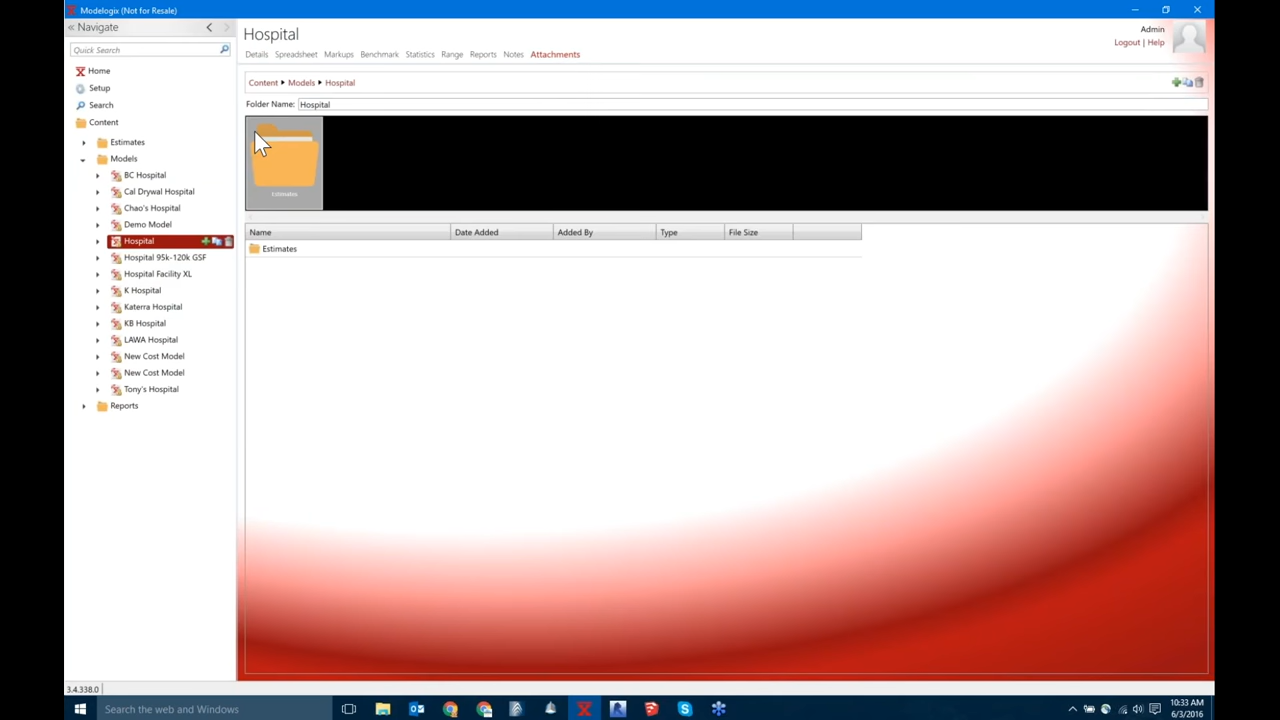 Modelogix (Not for Resale)
« Navigate
Quick Search
Home
Setup
Search
Content
Estimates
Models
BC Hospital
Cal Drywal Hospital
Chao's Hospital
Demo Model
Hospital
Hospital 95k-120k GSF
Hospital Facility XL
K Hospital
Katerra Hospital
KB Hospital
LAWA Hospital
New Cost Model
New Cost Model
Tony's Hospital
Reports
Hospital
Details Spreadsheet Markups Benchmark Statistics Range Reports Notes Attachments
Admin
Logout | Help
Content Models Hospital
Folder Name: Hospital
Estimates
Name Date Added Added By Type File Size
Estimates
3.4.338.0
Search the web and Windows
10:33 AM
6/3/2016